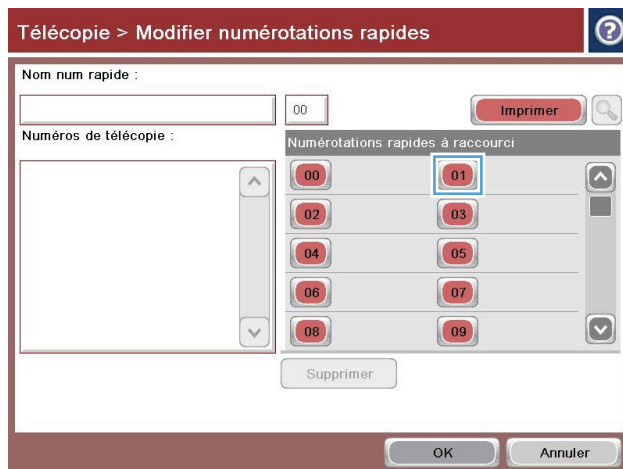 Télécopie > Modifier numérotations rapides
?
Nom num rapide :
00
Imprimer
Numéros de télécopie :
Numérotations rapides à raccourci
00 01
02 03
04 05
06 07
08 09
Supprimer
OK Annuler